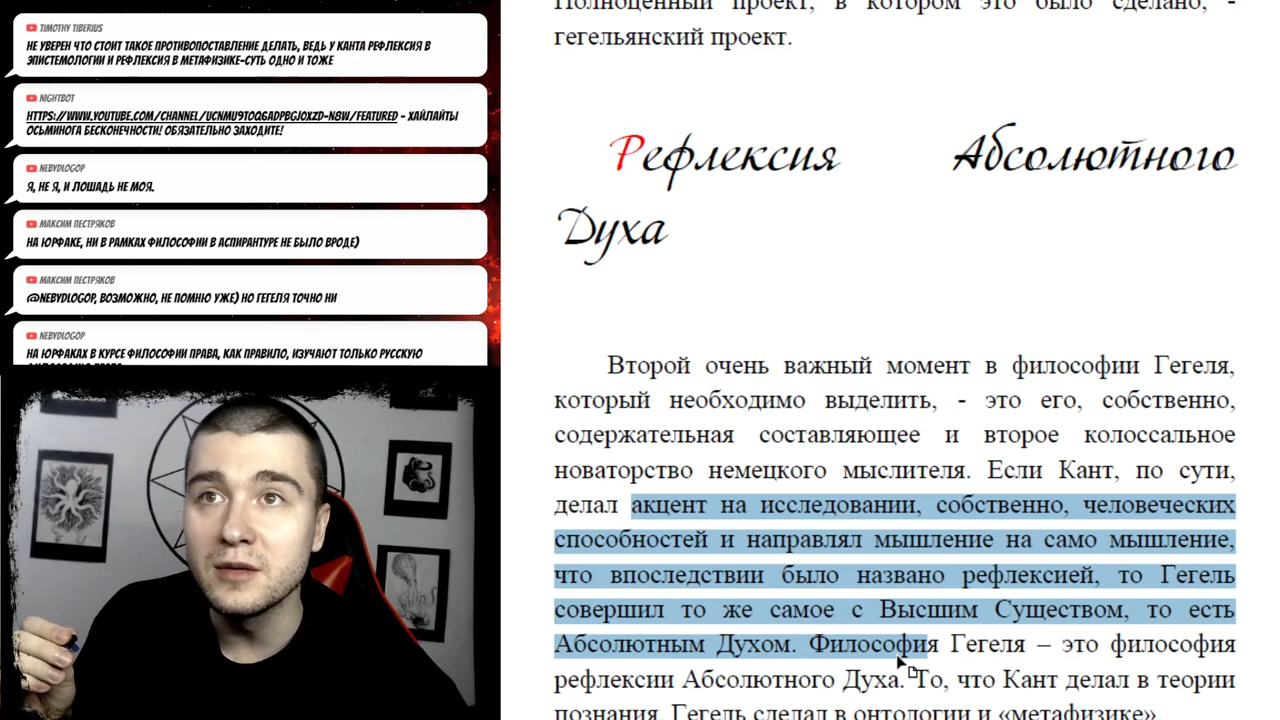 TIMOTHY TIBERIUS
НЕ УВЕРЕН ЧТО СТОИТ ТАКОЕ ПРОТИВОПОСТАВЛЕНИЕ ДЕЛАТЬ, ВЕДЬ У КАНТА РЕФЛЕКСИЯ В
ЭПИСТЕМОЛОГИИ И РЕФЛЕКСИЯ В МЕТАФИЗИКЕ-СУТЬ ОДНО И ТОЖЕ
NIGHTBOT
- ХАЙЛАЙТЫ
ОСЬМИНОГА БЕСКОНЕЧНОСТИ! ОБЯЗАТЕЛЬНО ЗАХОДИТЕ!
NEBYDLOGOP
Я, НЕ Я, И ЛОШАДЬ НЕ МОЯ.
МАКСИМ ПЕСТРЯКОВ
НА ЮРФАКЕ, НИ В РАМКАХ ФИЛОСОФИИ В АСПИРАНТУРЕ НЕ БЫЛО ВРОДЕ)
МАКСИМ ПЕСТРЯКОВ
@NEBYDLOGOP, ВОЗМОЖНО, НЕ ПОМНЮ УЖЕ) НО ГЕГЕЛЯ ТОЧНО НИ
NEBYDLOGOP
НА ЮРФАКАХ В КУРСЕ ФИЛОСОФИИ ПРАВА, КАК ПРАВИЛО, ИЗУЧАЮТ ТОЛЬКО РУССКУЮ
Полноценный проект, в котором это было сделано, -
гегельянский проект.
Рефлексия Абсолютного
Духа
Второй очень важный момент в философии Гегеля,
который необходимо выделить, - это его, собственно,
содержательная составляющее и второе колоссальное
новаторство немецкого мыслителя. Если Кант, по сути,
делал акцент на исследовании, собственно, человеческих
способностей и направлял мышление на само мышление,
что впоследствии было названо рефлексией, то Гегель
совершил то же самое с Высшим Существом, то есть
Абсолютным Духом. Философия Гегеля – это философия
рефлексии Абсолютного Духа. То, что Кант делал в теории
познания, Гегель сделал в онтологии и «метафизике».